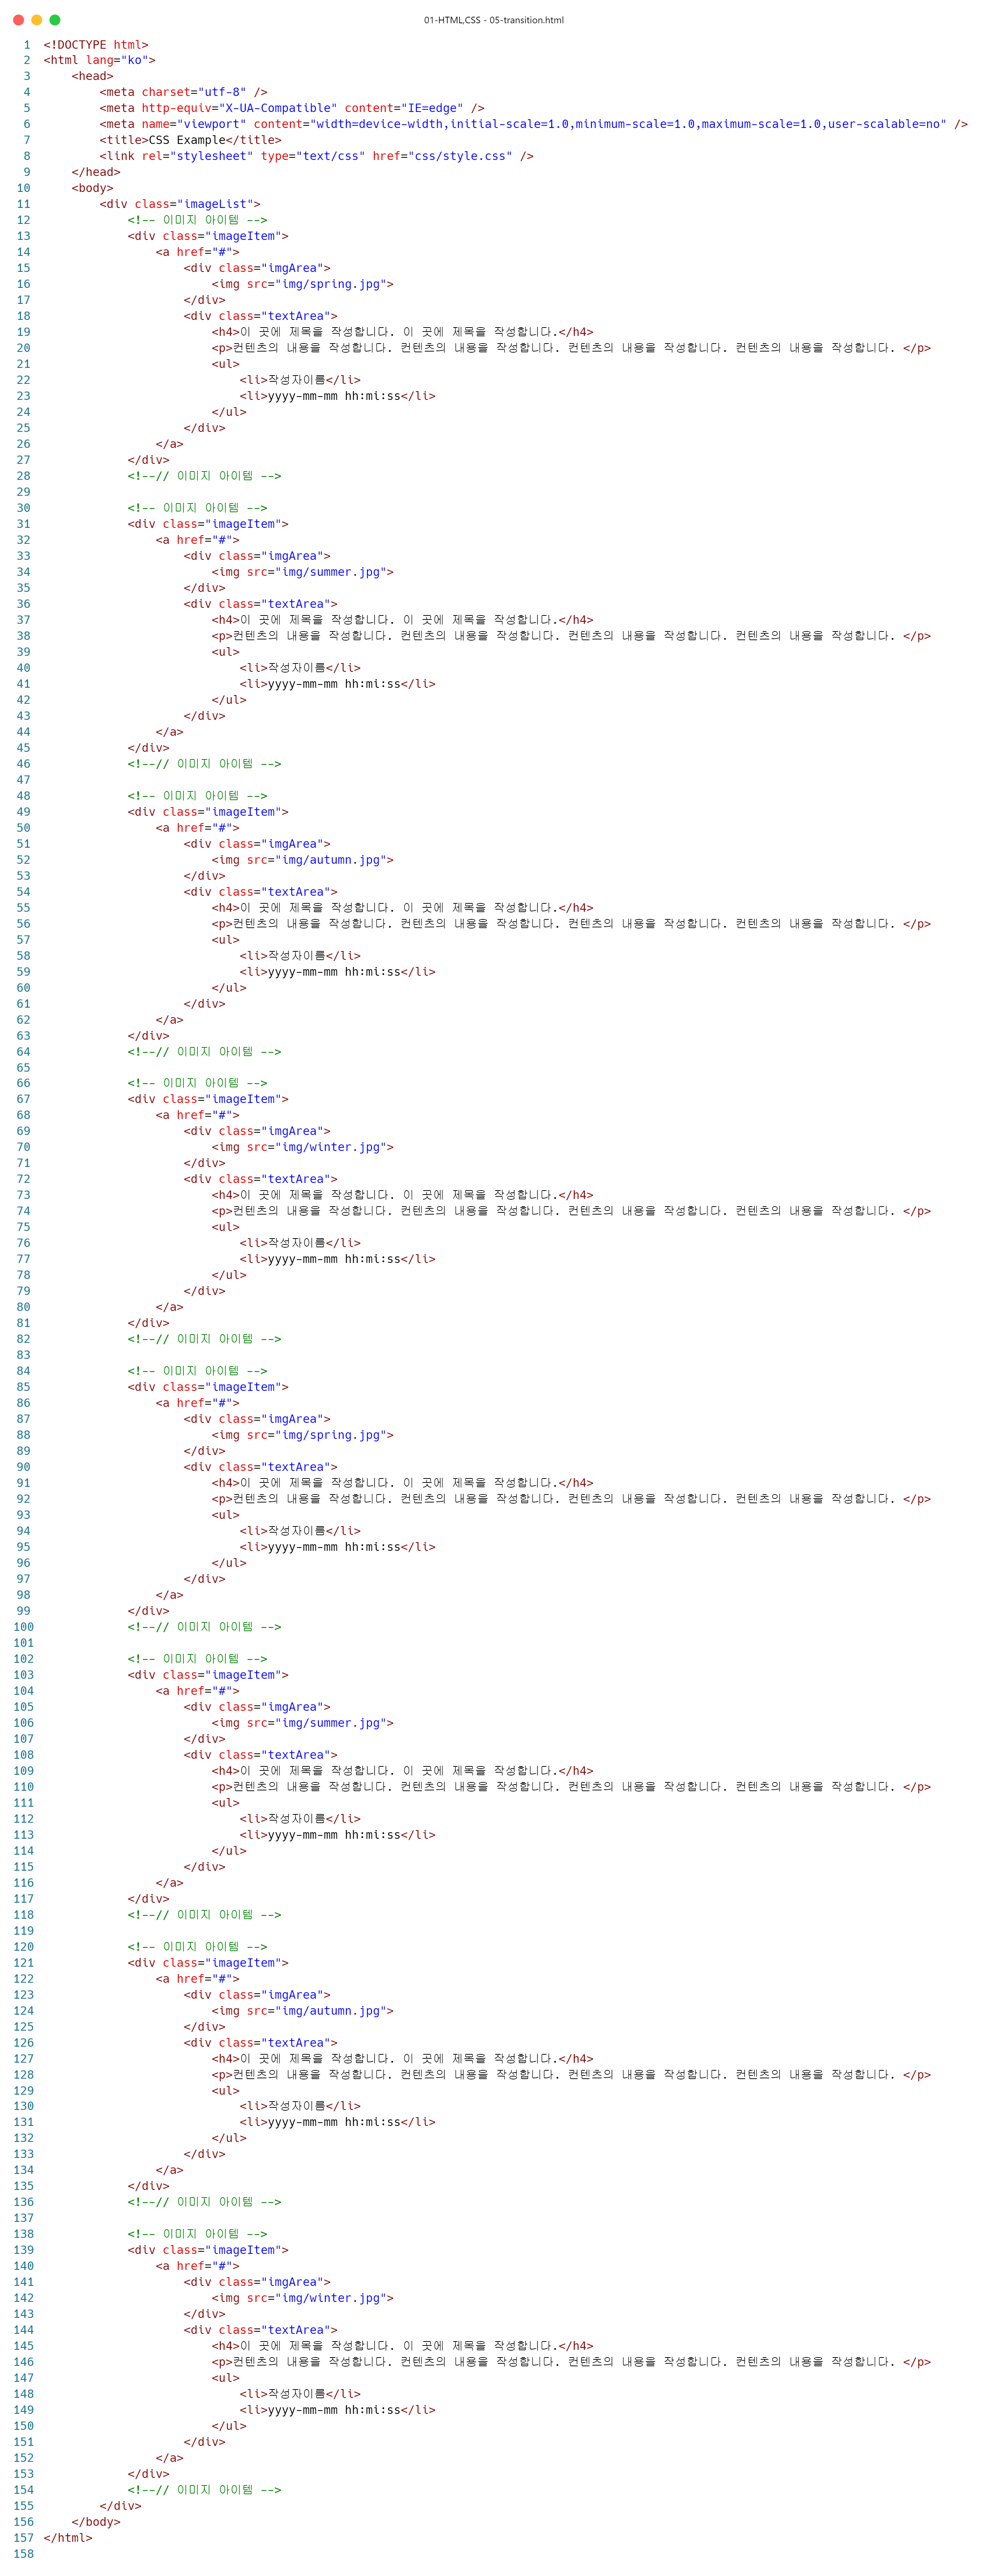 01-HTML,CSS - 05-transition.html
1 <!DOCTYPE html>
2 <html lang="ko">
3     <head>
4         <meta charset="utf-8" />
5         <meta http-equiv="X-UA-Compatible" content="IE=edge" />
6         <meta name="viewport" content="width=device-width,initial-scale=1.0,minimum-scale=1.0,maximum-scale=1.0,user-scalable=no" />
7         <title>CSS Example</title>
8         <link rel="stylesheet" type="text/css" href="css/style.css" />
9     </head>
10     <body>
11         <div class="imageList">
12             <!-- 이미지 아이템 -->
13             <div class="imageItem">
14                 <a href="#">
15                     <div class="imgArea">
16                         <img src="img/spring.jpg">
17                     </div>
18                     <div class="textArea">
19                         <h4>이 곳에 제목을 작성합니다. 이 곳에 제목을 작성합니다.</h4>
20                         <p>컨텐츠의 내용을 작성합니다. 컨텐츠의 내용을 작성합니다. 컨텐츠의 내용을 작성합니다. 컨텐츠의 내용을 작성합니다. </p>
21                         <ul>
22                             <li>작성자이름</li>
23                             <li>yyyy-mm-mm hh:mi:ss</li>
24                         </ul>
25                     </div>
26                 </a>
27             </div>
28             <!--// 이미지 아이템 -->
29
30             <!-- 이미지 아이템 -->
31             <div class="imageItem">
32                 <a href="#">
33                     <div class="imgArea">
34                         <img src="img/summer.jpg">
35                     </div>
36                     <div class="textArea">
37                         <h4>이 곳에 제목을 작성합니다. 이 곳에 제목을 작성합니다.</h4>
38                         <p>컨텐츠의 내용을 작성합니다. 컨텐츠의 내용을 작성합니다. 컨텐츠의 내용을 작성합니다. 컨텐츠의 내용을 작성합니다. </p>
39                         <ul>
40                             <li>작성자이름</li>
41                             <li>yyyy-mm-mm hh:mi:ss</li>
42                         </ul>
43                     </div>
44                 </a>
45             </div>
46             <!--// 이미지 아이템 -->
47
48             <!-- 이미지 아이템 -->
49             <div class="imageItem">
50                 <a href="#">
51                     <div class="imgArea">
52                         <img src="img/autumn.jpg">
53                     </div>
54                     <div class="textArea">
55                         <h4>이 곳에 제목을 작성합니다. 이 곳에 제목을 작성합니다.</h4>
56                         <p>컨텐츠의 내용을 작성합니다. 컨텐츠의 내용을 작성합니다. 컨텐츠의 내용을 작성합니다. 컨텐츠의 내용을 작성합니다. </p>
57                         <ul>
58                             <li>작성자이름</li>
59                             <li>yyyy-mm-mm hh:mi:ss</li>
60                         </ul>
61                     </div>
62                 </a>
63             </div>
64             <!--// 이미지 아이템 -->
65
66             <!-- 이미지 아이템 -->
67             <div class="imageItem">
68                 <a href="#">
69                     <div class="imgArea">
70                         <img src="img/winter.jpg">
71                     </div>
72                     <div class="textArea">
73                         <h4>이 곳에 제목을 작성합니다. 이 곳에 제목을 작성합니다.</h4>
74                         <p>컨텐츠의 내용을 작성합니다. 컨텐츠의 내용을 작성합니다. 컨텐츠의 내용을 작성합니다. 컨텐츠의 내용을 작성합니다. </p>
75                         <ul>
76                             <li>작성자이름</li>
77                             <li>yyyy-mm-mm hh:mi:ss</li>
78                         </ul>
79                     </div>
80                 </a>
81             </div>
82             <!--// 이미지 아이템 -->
83
84             <!-- 이미지 아이템 -->
85             <div class="imageItem">
86                 <a href="#">
87                     <div class="imgArea">
88                         <img src="img/spring.jpg">
89                     </div>
90                     <div class="textArea">
91                         <h4>이 곳에 제목을 작성합니다. 이 곳에 제목을 작성합니다.</h4>
92                         <p>컨텐츠의 내용을 작성합니다. 컨텐츠의 내용을 작성합니다. 컨텐츠의 내용을 작성합니다. 컨텐츠의 내용을 작성합니다. </p>
93                         <ul>
94                             <li>작성자이름</li>
95                             <li>yyyy-mm-mm hh:mi:ss</li>
96                         </ul>
97                     </div>
98                 </a>
99             </div>
100             <!--// 이미지 아이템 -->
101
102             <!-- 이미지 아이템 -->
103             <div class="imageItem">
104                 <a href="#">
105                     <div class="imgArea">
106                         <img src="img/summer.jpg">
107                     </div>
108                     <div class="textArea">
109                         <h4>이 곳에 제목을 작성합니다. 이 곳에 제목을 작성합니다.</h4>
110                         <p>컨텐츠의 내용을 작성합니다. 컨텐츠의 내용을 작성합니다. 컨텐츠의 내용을 작성합니다. 컨텐츠의 내용을 작성합니다. </p>
111                         <ul>
112                             <li>작성자이름</li>
113                             <li>yyyy-mm-mm hh:mi:ss</li>
114                         </ul>
115                     </div>
116                 </a>
117             </div>
118             <!--// 이미지 아이템 -->
119
120             <!-- 이미지 아이템 -->
121             <div class="imageItem">
122                 <a href="#">
123                     <div class="imgArea">
124                         <img src="img/autumn.jpg">
125                     </div>
126                     <div class="textArea">
127                         <h4>이 곳에 제목을 작성합니다. 이 곳에 제목을 작성합니다.</h4>
128                         <p>컨텐츠의 내용을 작성합니다. 컨텐츠의 내용을 작성합니다. 컨텐츠의 내용을 작성합니다. 컨텐츠의 내용을 작성합니다. </p>
129                         <ul>
130                             <li>작성자이름</li>
131                             <li>yyyy-mm-mm hh:mi:ss</li>
132                         </ul>
133                     </div>
134                 </a>
135             </div>
136             <!--// 이미지 아이템 -->
137
138             <!-- 이미지 아이템 -->
139             <div class="imageItem">
140                 <a href="#">
141                     <div class="imgArea">
142                         <img src="img/winter.jpg">
143                     </div>
144                     <div class="textArea">
145                         <h4>이 곳에 제목을 작성합니다. 이 곳에 제목을 작성합니다.</h4>
146                         <p>컨텐츠의 내용을 작성합니다. 컨텐츠의 내용을 작성합니다. 컨텐츠의 내용을 작성합니다. 컨텐츠의 내용을 작성합니다. </p>
147                         <ul>
148                             <li>작성자이름</li>
149                             <li>yyyy-mm-mm hh:mi:ss</li>
150                         </ul>
151                     </div>
152                 </a>
153             </div>
154             <!--// 이미지 아이템 -->
155         </div>
156     </body>
157 </html>
158